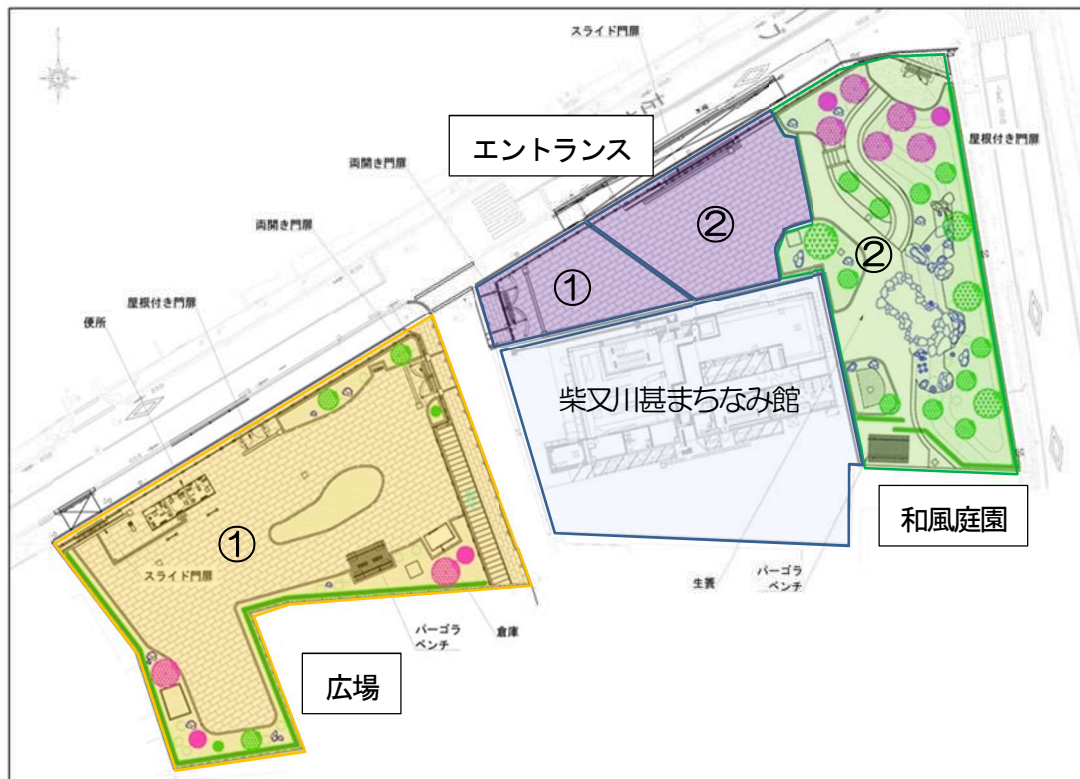 スライド門扉
エントランス
両開き門扉
屋根付き門扉
両開き門扉
屋根付き門扉
便所
②
①
②
柴又川甚まちなみ館
①
スライド門扉
和風庭園
生簀
パーゴラ
ベンチ
パーゴラ
ベンチ
倉庫
広場